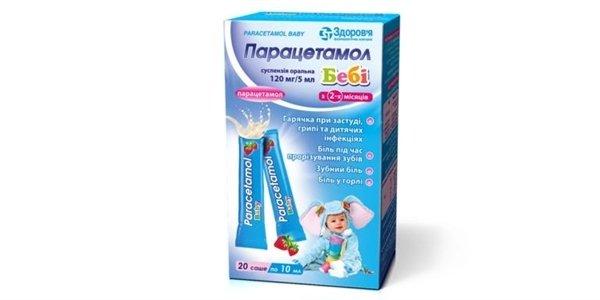 PARACETAMOL BABY
Здоров'я
Парацетамол
Бебі
суспензія оральна
120 мг/5 мл
з 2-х місяців
парацетамол
Гарячка при застуді,
грипі та дитячих
інфекціях
Біль під час
прорізування зубів
Зубний біль
Біль у горлі
Paracetamol
Baby
Paracetamol
Baby
20 саше по 10 мл